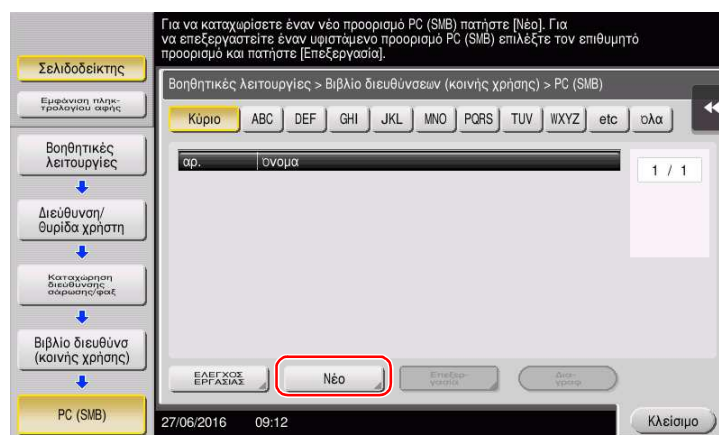 Για να καταχωρίσετε έναν νέο προορισμό PC (SMB) πατήστε [Νέο]. Για
να επεξεργαστείτε έναν υφιστάμενο προορισμό PC (SMB) επιλέξτε τον επιθυμητό
προορισμό και πατήστε [Επεξεργασία].
Σελιδοδείκτης
Εμφάνιση πληκ-
τρολογίου αφής
Βοηθητικές
λειτουργίες
Διεύθυνση/
Θυρίδα χρήστη
Καταχώρηση
διεύθυνσης
σάρωσης/φαξ
Βιβλίο διευθύνσ
(κοινής χρήσης)
PC (SMB)
Βοηθητικές λειτουργίες > Βιβλίο διευθύνσεων (κοινής χρήσης) > PC (SMB)
Κύριο ABC DEF GHI JKL MNO PQRS TUV WXYZ etc όλα
αρ. όνομα
1 / 1
ΕΛΕΓΧΟΣ
ΕΡΓΑΣΙΑΣ
Νέο
Επεξερ-
γασία
Δια-
γραφ
27/06/2016 09:12
Κλείσιμο